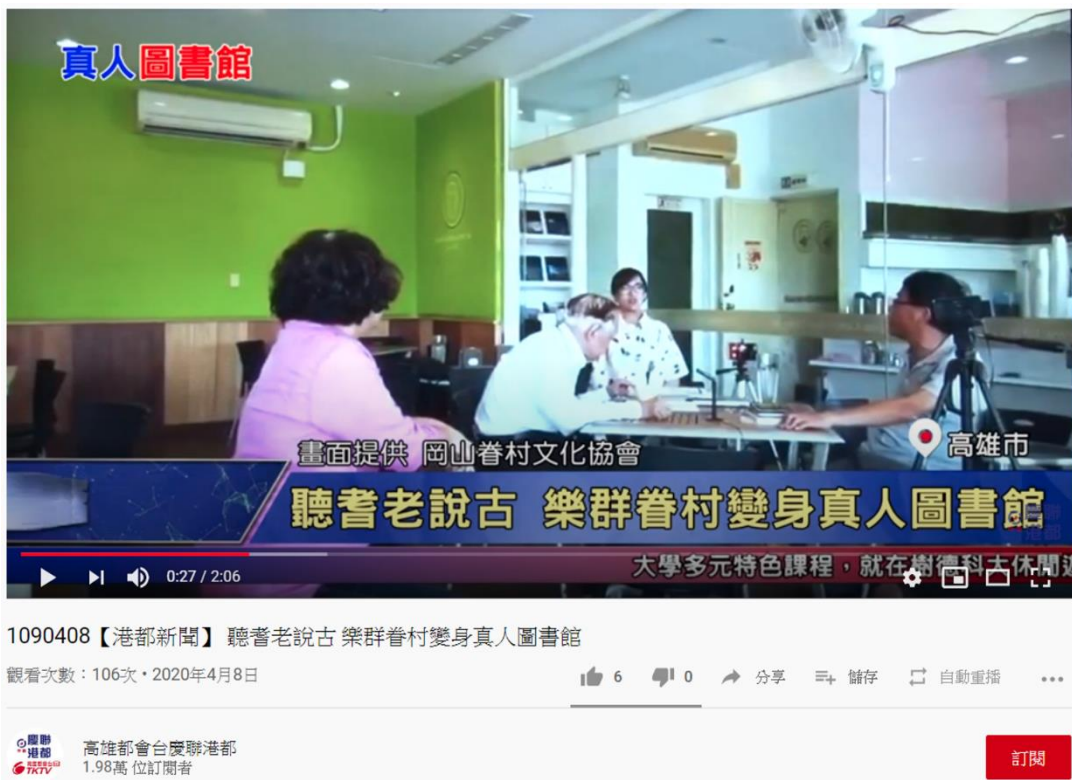 真人圖書館
畫面提供 岡山眷村文化協會
高雄市
聽耆老說古 樂群眷村變身真人圖書館
大學多元特色課程，就在樹德科大休閒
0:27 / 2:06
1090408【港都新聞】 聽耆老說古 樂群眷村變身真人圖書館
觀看次數：106次 • 2020年4月8日
6
0
分享
儲存
自動重播
慶聯
港都
TKTV
高雄都會台慶聯港都
1.98萬 位訂閱者
訂閱